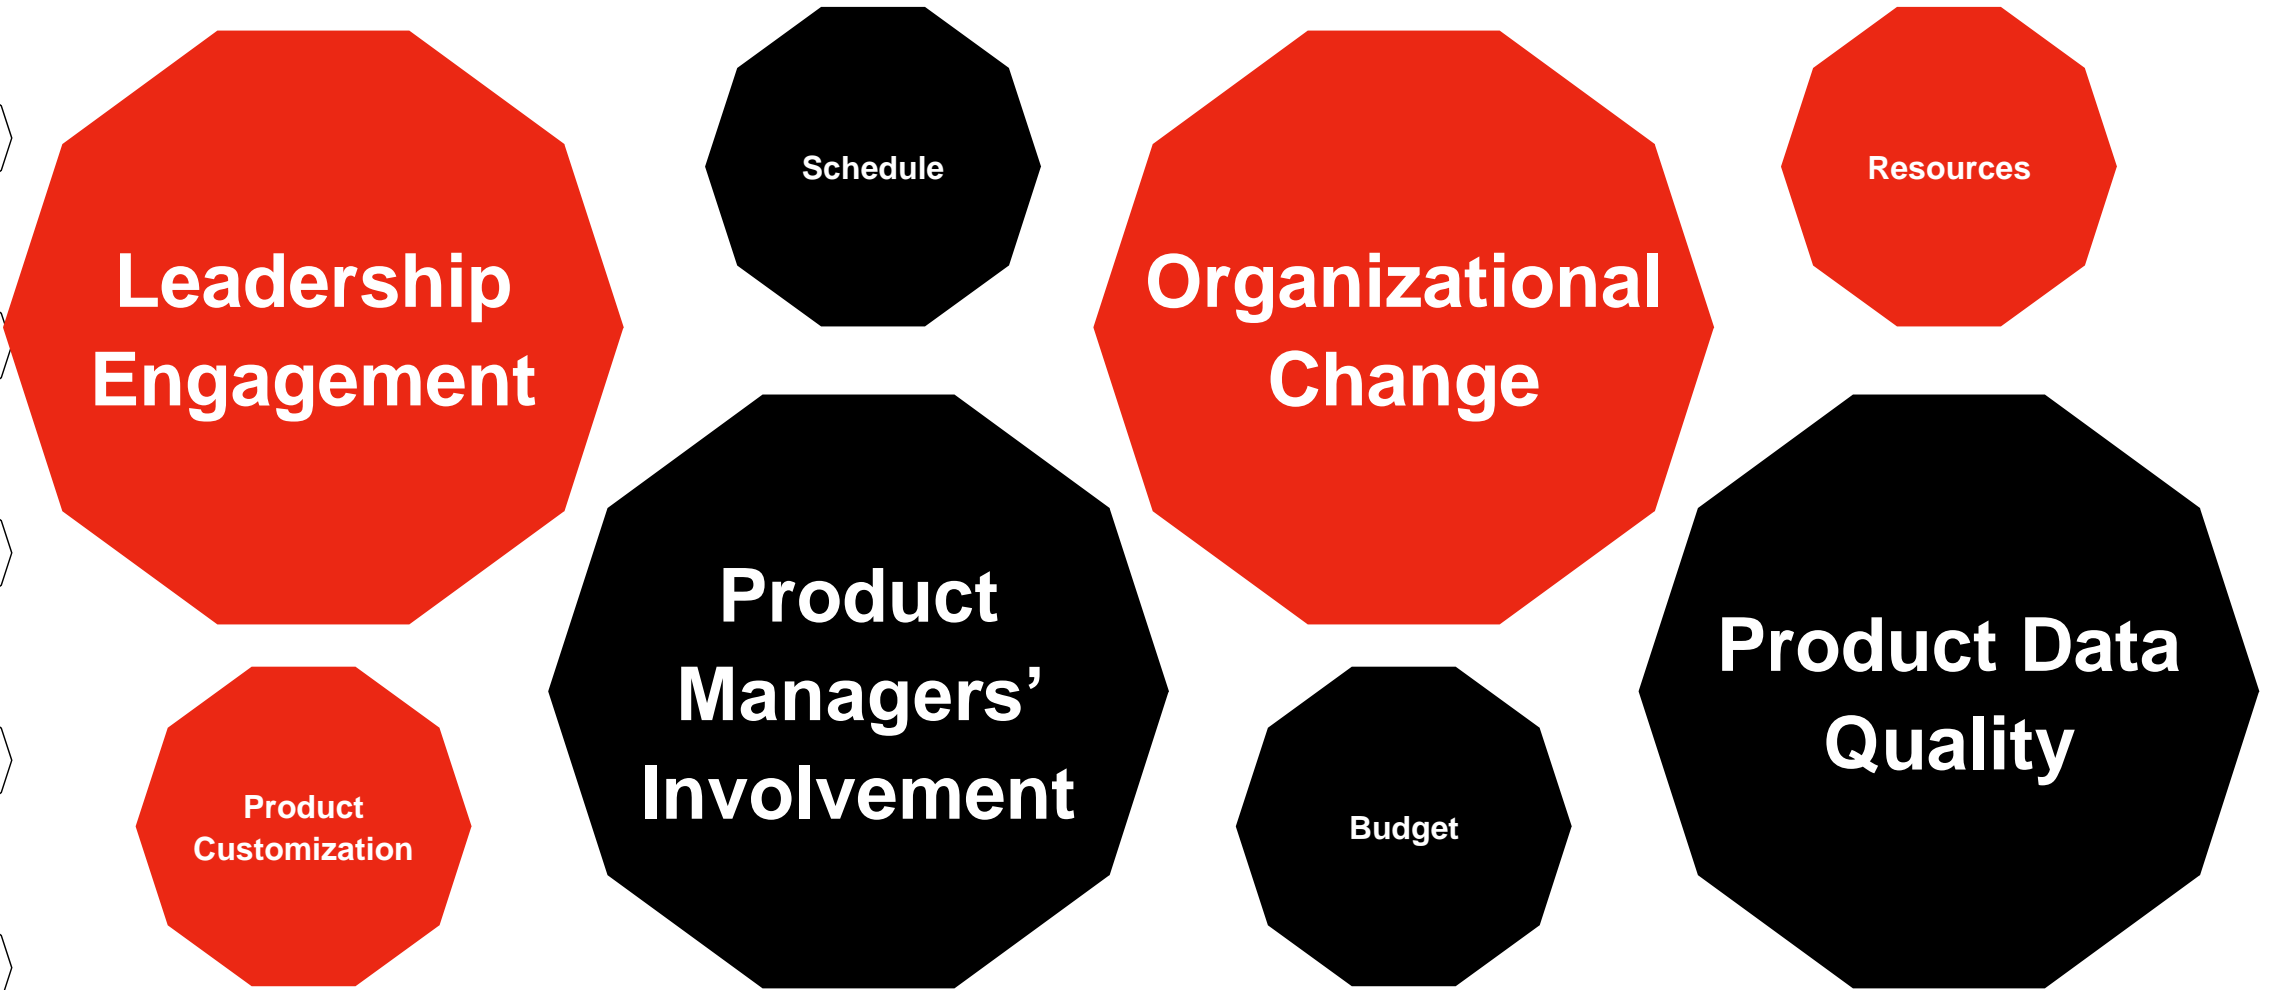 Leadership
Engagement
Schedule
Organizational
Change
Resources
Product
Customization
Product
Managers’
Involvement
Budget
Product Data
Quality